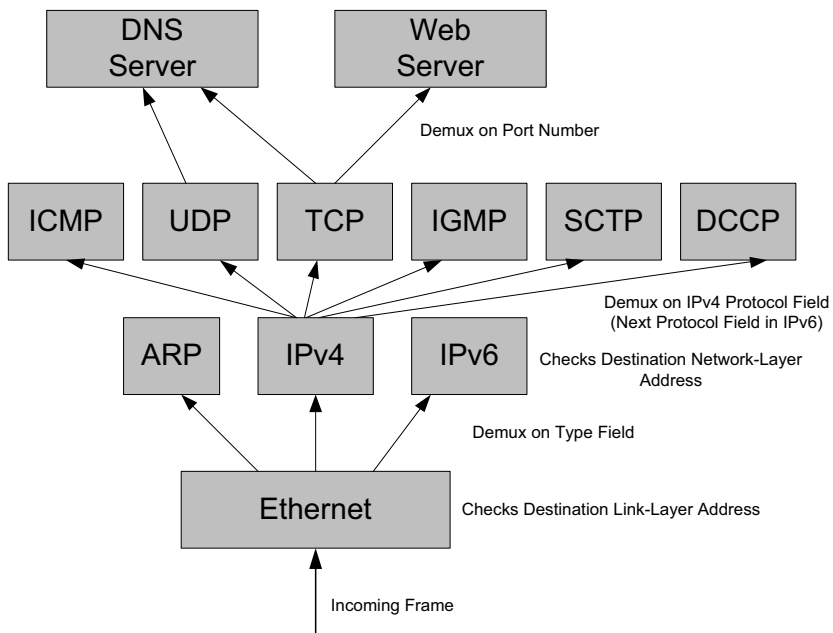 DNS
Server
Web
Server
Demux on Port Number
ICMP
UDP
TCP
IGMP
SCTP
DCCP
Demux on IPv4 Protocol Field
(Next Protocol Field in IPv6)
ARP
IPv4
IPv6
Checks Destination Network-Layer
Address
Demux on Type Field
Ethernet
Checks Destination Link-Layer Address
Incoming Frame